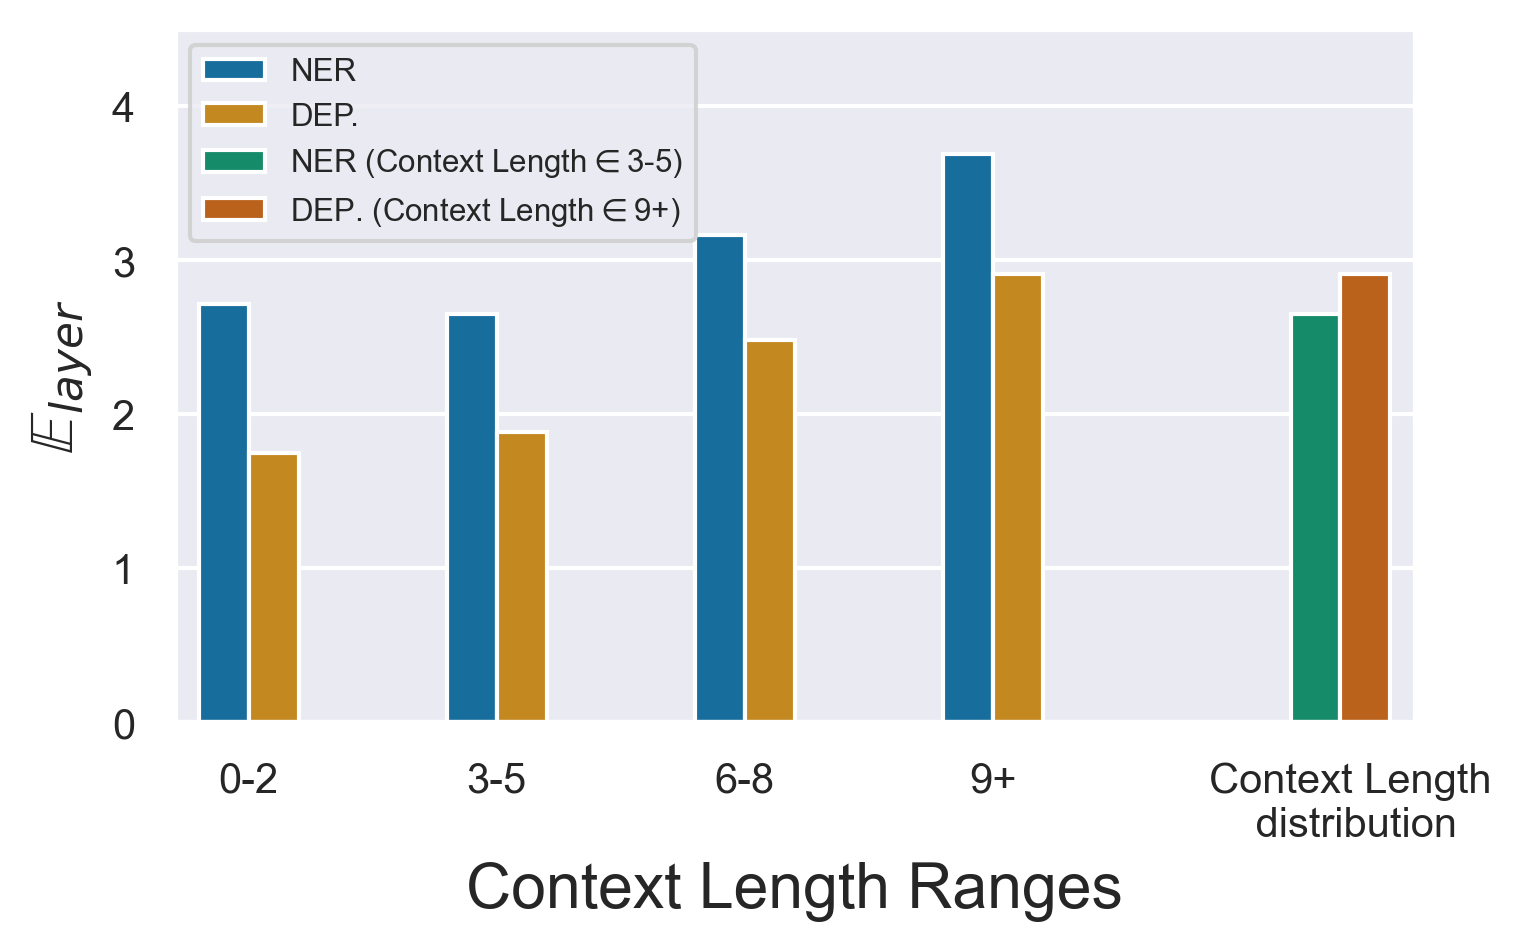 NER
DEP.
NER (Context Length ∈ 3-5)
DEP. (Context Length ∈ 9+)
4
3
2
1
0
𝔼layer
0-2
3-5
6-8
9+
Context Length
distribution
Context Length Ranges